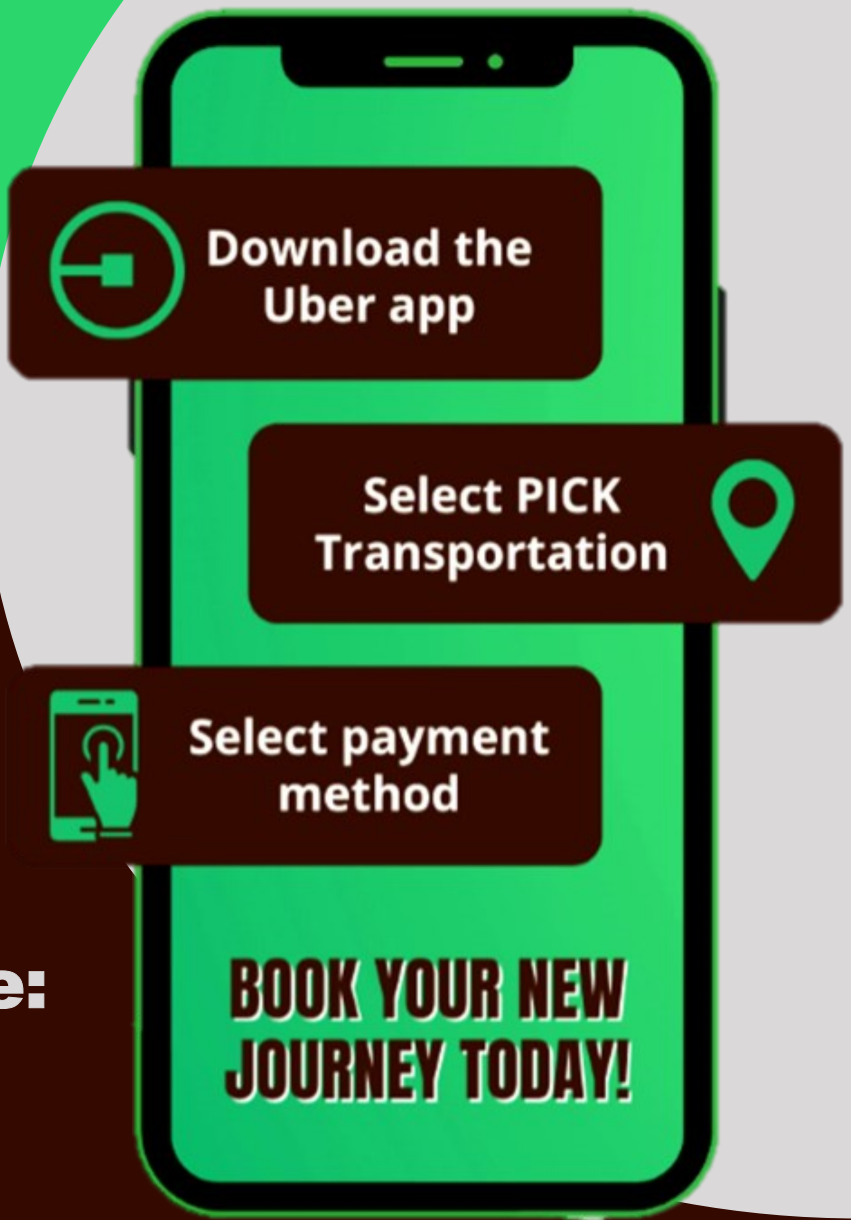 Download the
Uber app
Select PICK
Transportation
Select payment
method
e:
BOOK YOUR NEW
JOURNEY TODAY!